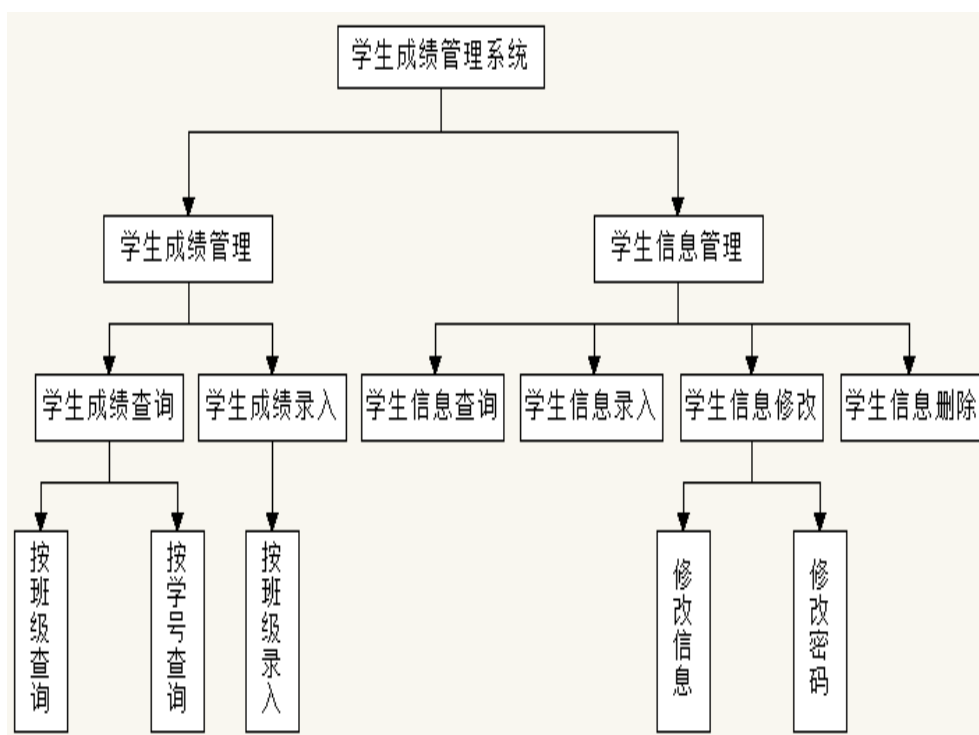 学生成绩管理系统
学生成绩管理
学生信息管理
学生成绩查询
学生成绩录入
学生信息查询
学生信息录入
学生信息修改
学生信息删除
按班级查询
按学号查询
按班级录入
修改信息
修改密码